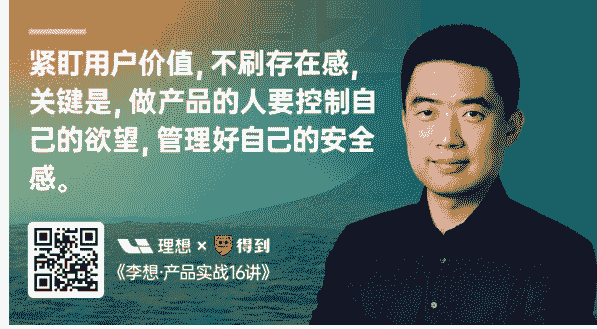 紧盯用户价值，不刷存在感，
关键是，做产品的人要控制自
己的欲望，管理好自己的安全
感。
理想 × 得到
《李想·产品实战16讲》